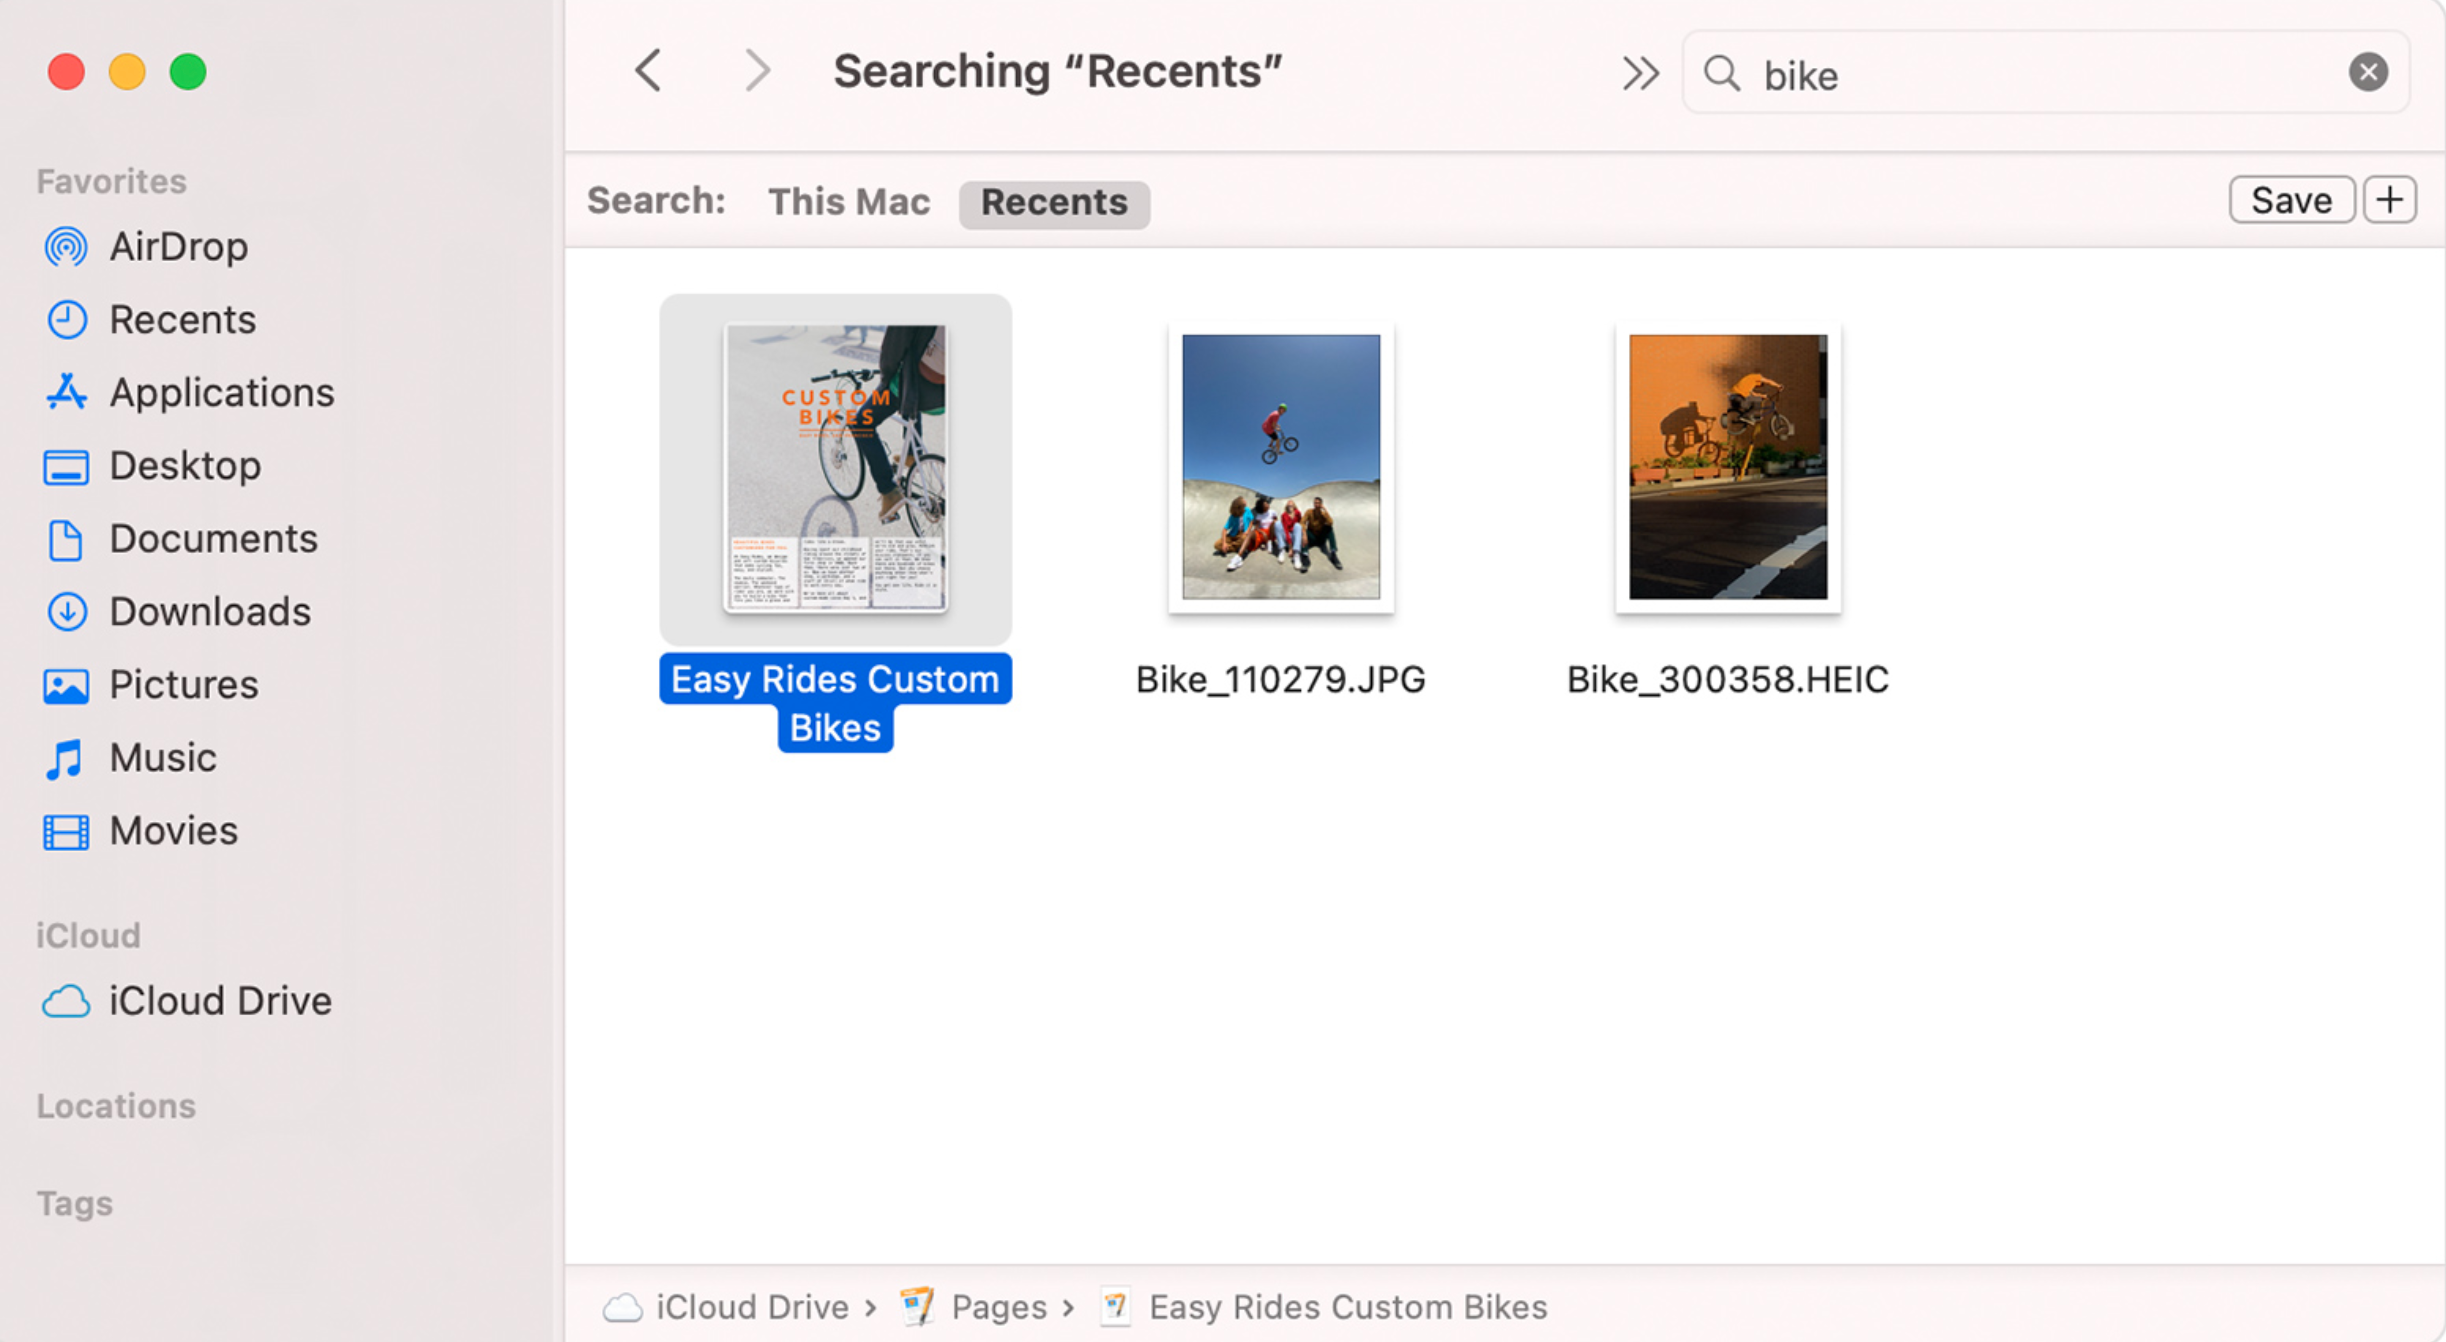 Searching “Recents”
bike
Favorites
AirDrop
Recents
Applications
Desktop
Documents
Downloads
Pictures
Music
Movies
iCloud
iCloud Drive
Locations
Tags
Search: This Mac Recents
Save
CUSTOM
BIKES
Easy Rides Custom
Bikes
Bike_110279.JPG
Bike_300358.HEIC
iCloud Drive › Pages › Easy Rides Custom Bikes